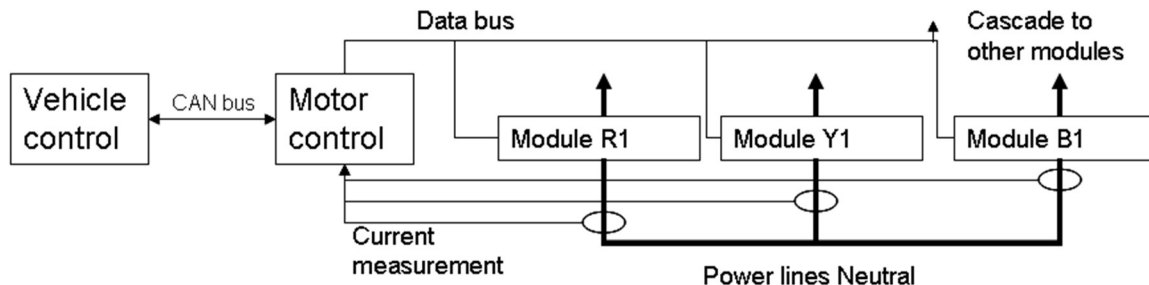 Data bus
Cascade to
other modules
Vehicle
control
CAN bus
Motor
control
Module R1
Module Y1
Module B1
Current
measurement
Power lines Neutral